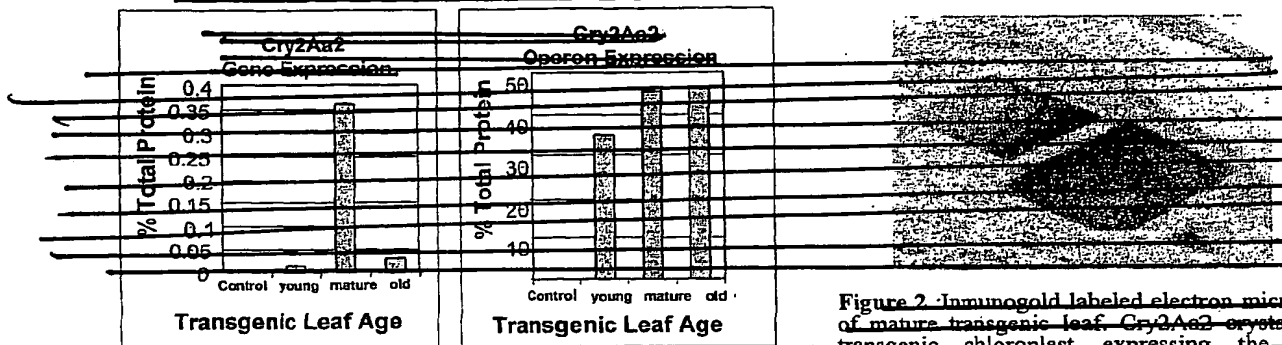 Cry2Aa2
Gene Expression
% Total Protein
0.4
0.35
0.3
0.25
0.2
0.15
0.1
0.05
0
Control young mature old
Transgenic Leaf Age
Cry2Aa2
Operon Expression
% Total Protein
50
40
30
20
10
Control young mature old
Transgenic Leaf Age
Figure 2 Immunogold labeled electron
of mature transgenic leaf. Cry2Aa2
transgenic chloroplast expressing the